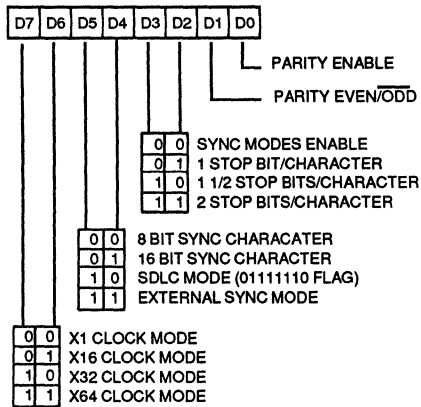 D7 D6 D5 D4 D3 D2 D1 D0
PARITY ENABLE
PARITY EVEN/ODD
0 0 SYNC MODES ENABLE
0 1 1 STOP BIT/CHARACTER
1 0 1 1/2 STOP BITS/CHARACTER
1 1 2 STOP BITS/CHARACTER
0 0 8 BIT SYNC CHARACATER
0 1 16 BIT SYNC CHARACTER
1 0 SDLC MODE (01111110 FLAG)
1 1 EXTERNAL SYNC MODE
0 0 X1 CLOCK MODE
0 1 X16 CLOCK MODE
1 0 X32 CLOCK MODE
1 1 X64 CLOCK MODE